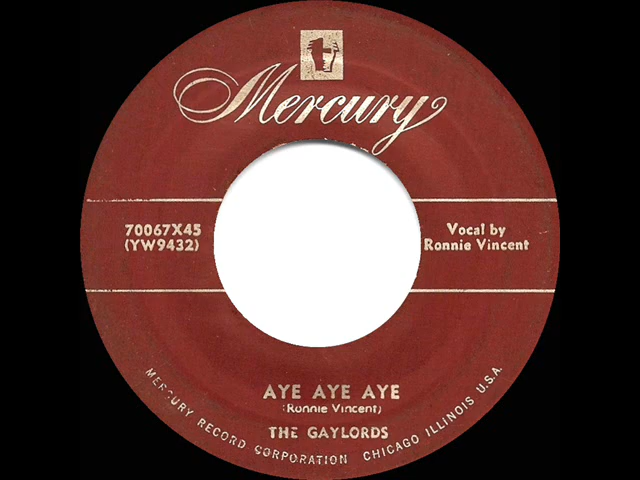 Mercury
70067X45
(YW9432)
Vocal by
Ronnie Vincent
AYE AYE AYE
(Ronnie Vincent)
THE GAYLORDS
MERCURY RECORD CORPORATION CHICAGO ILLINOIS U.S.A.